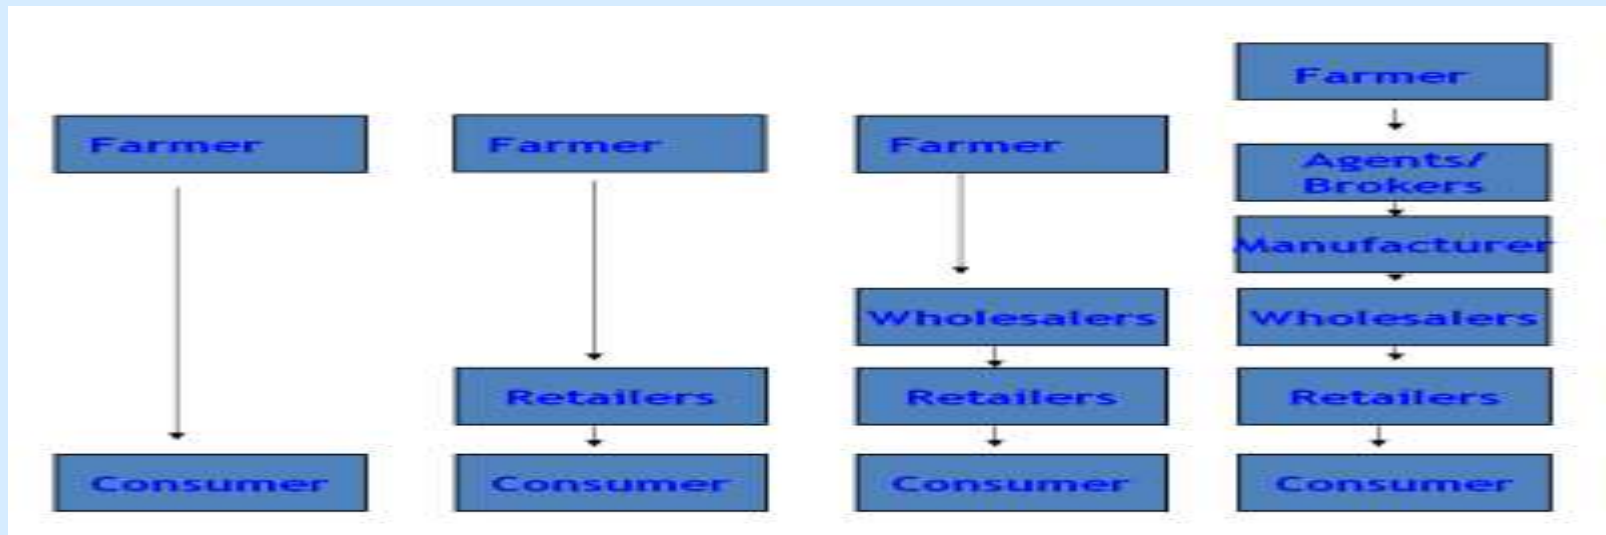 Farmer
Consumer
Farmer
Retailers
Consumer
Farmer
Wholesalers
Retailers
Consumer
Farmer
Agents/
Brokers
Manufacturer
Wholesalers
Retailers
Consumer